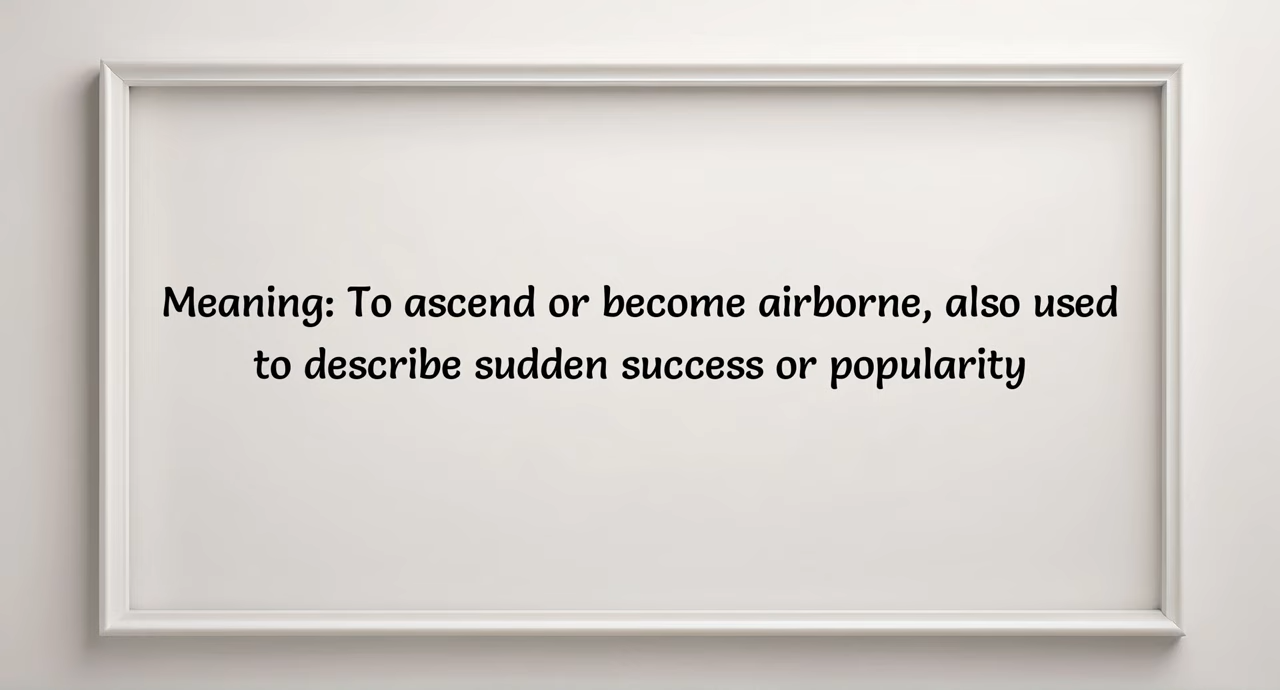 Meaning: To ascend or become airborne, also used
to describe sudden success or popularity